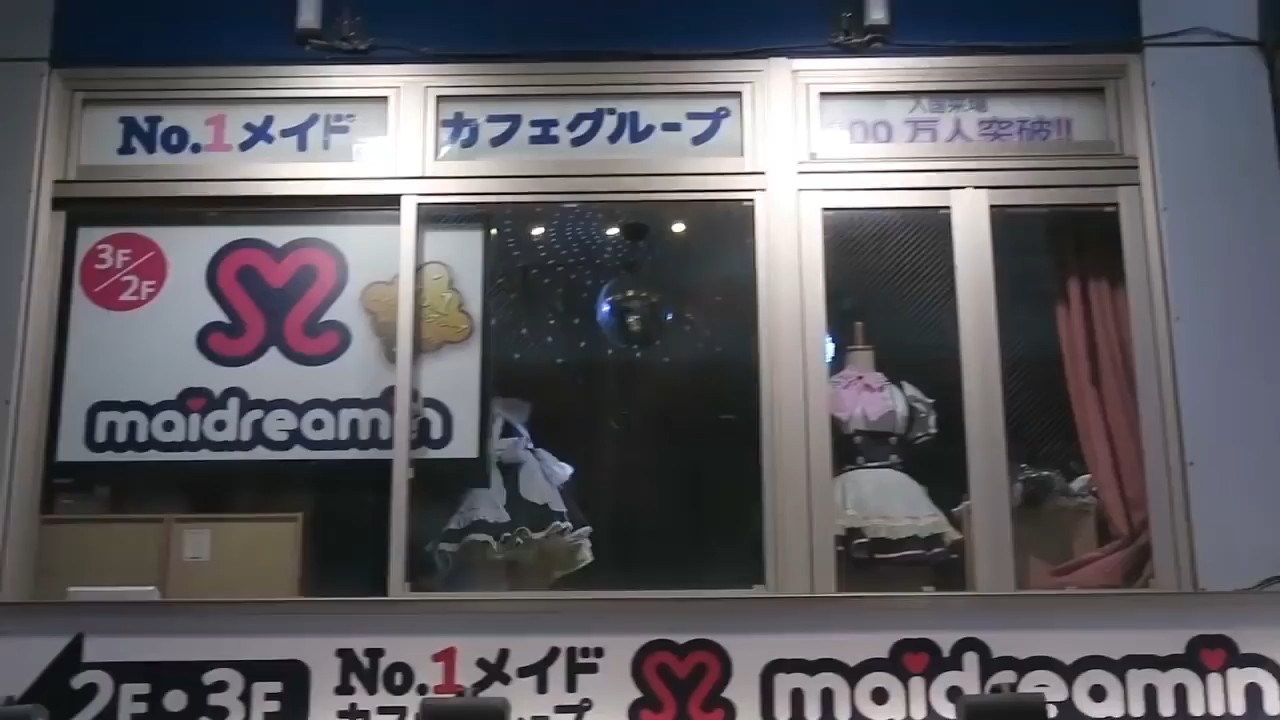 No.1メイド
カフェグループ
00 万人突破!!
3F/2F
maidreamin
2F・3F
No.1メイド
maidreamin